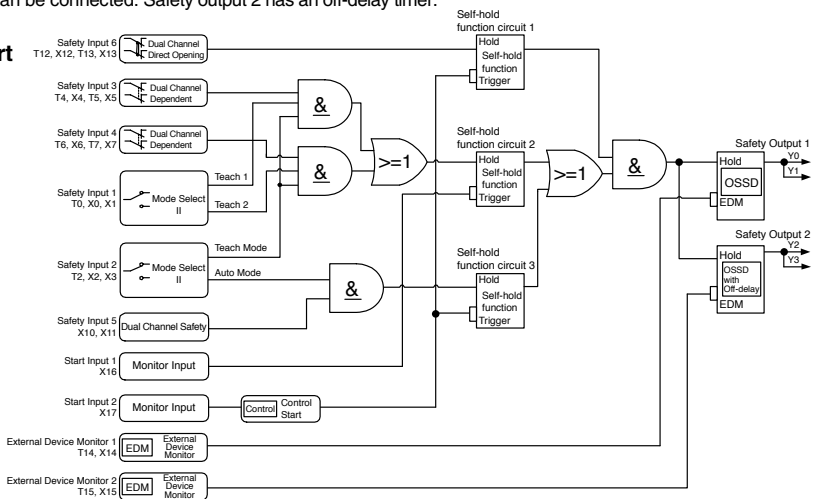 can be connected. Safety output 2 has an off-delay timer.
rt
Safety Input 6
T12, X12, T13, X13
Dual Channel
Direct Opening
Self-hold
function circuit 1
Hold
Self-hold
function
Trigger
Safety Input 3
T4, X4, T5, X5
Dual Channel
Dependent
&
Safety Input 4
T6, X6, T7, X7
Dual Channel
Dependent
&
>=1
Self-hold
function circuit 2
Hold
Self-hold
function
Trigger
>=1
&
Safety Output 1
Hold
OSSD
EDM
Y0
Y1
Safety Input 1
T0, X0, X1
Mode Select
II
Teach 1
Teach 2
Safety Output 2
Hold
OSSD
with
Off-delay
EDM
Y2
Y3
Safety Input 2
T2, X2, X3
Mode Select
II
Teach Mode
Auto Mode
&
Self-hold
function circuit 3
Hold
Self-hold
function
Trigger
Safety Input 5
X10, X11
Dual Channel Safety
Start Input 1
X16
Monitor Input
Start Input 2
X17
Monitor Input
Control
Control
Start
External Device Monitor 1
T14, X14
EDM
External
Device
Monitor
External Device Monitor 2
T15, X15
EDM
External
Device
Monitor